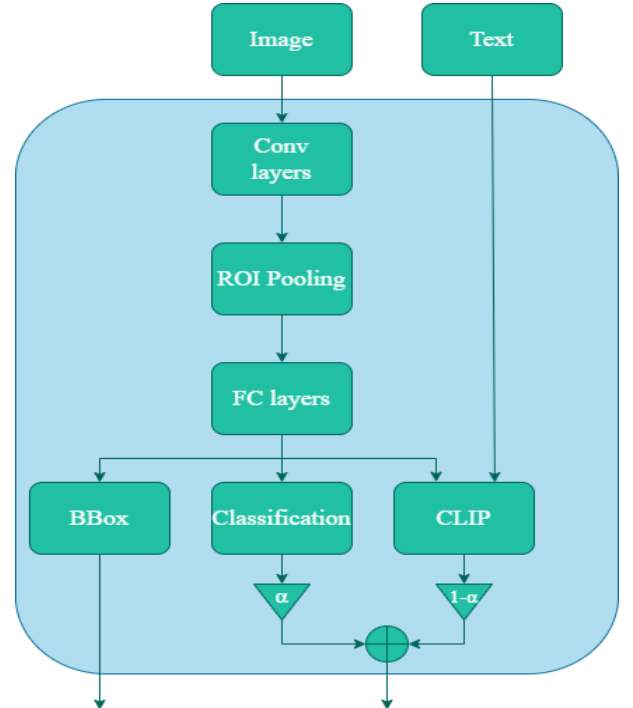 Image
Text
Conv
layers
ROI Pooling
FC layers
BBox
Classification
CLIP
α
1-α